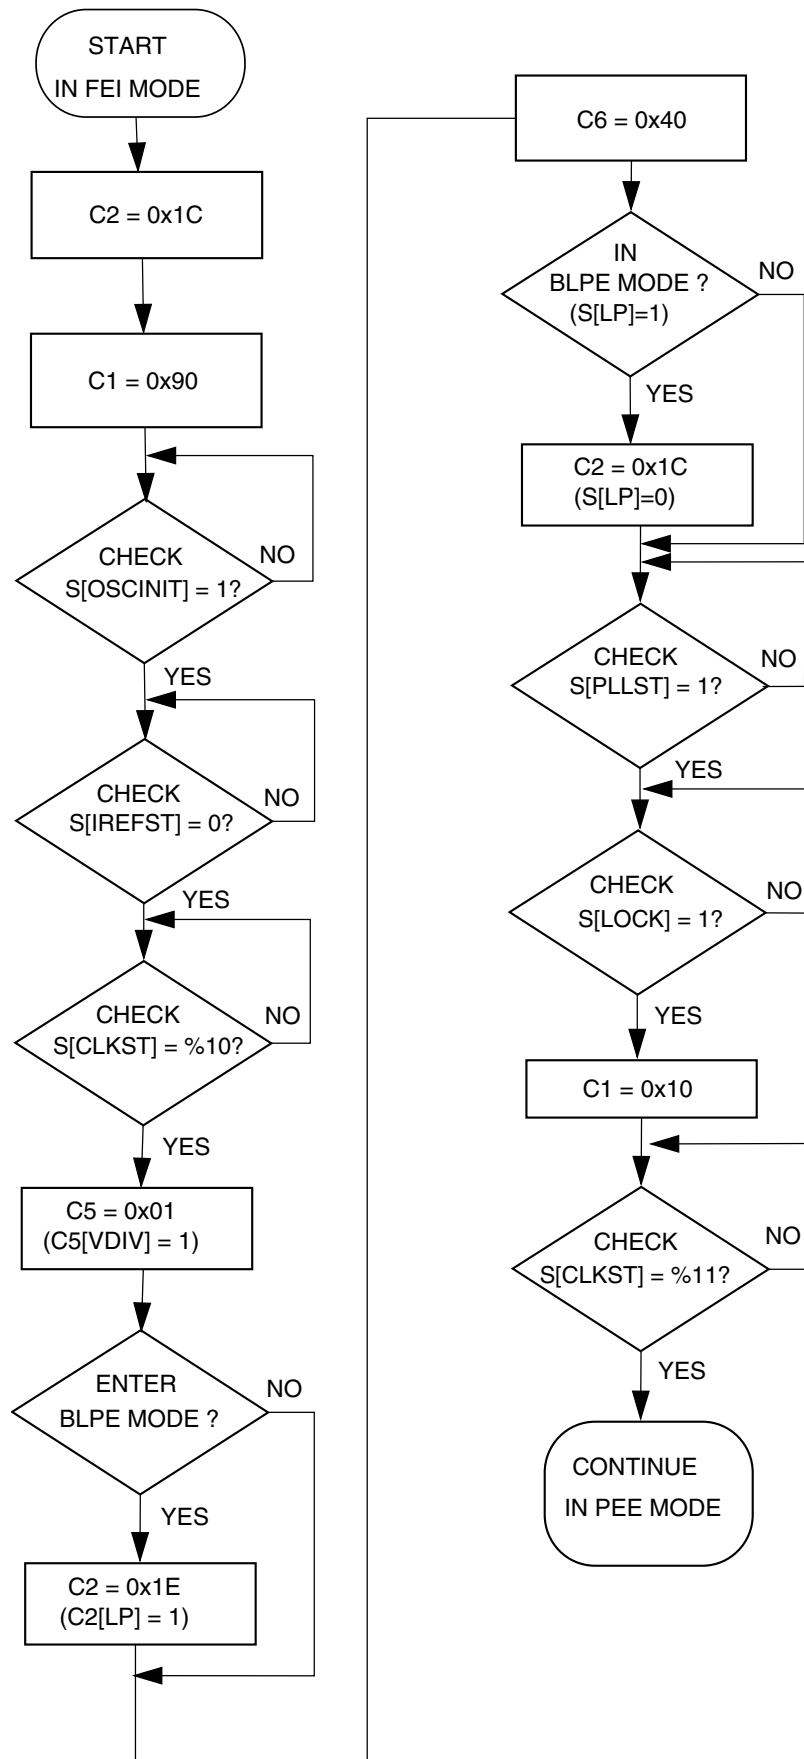 START
IN FEI MODE
C2 = 0x1C
C1 = 0x90
CHECK
S[OSCINIT] = 1?
NO
YES
CHECK
S[IREFST] = 0?
NO
YES
CHECK
S[CLKST] = %10?
NO
YES
C5 = 0x01
(C5[VDIV] = 1)
ENTER
BLPE MODE ?
NO
YES
C2 = 0x1E
(C2[LP] = 1)
C6 = 0x40
IN
BLPE MODE ?
(S[LP]=1)
NO
YES
C2 = 0x1C
(S[LP]=0)
CHECK
S[PLLST] = 1?
NO
YES
CHECK
S[LOCK] = 1?
NO
YES
C1 = 0x10
CHECK
S[CLKST] = %11?
NO
YES
CONTINUE
IN PEE MODE